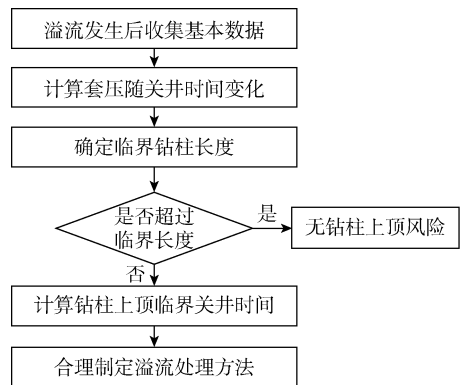 溢流发生后收集基本数据
计算套压随关井时间变化
确定临界钻柱长度
是否超过
临界长度
是
无钻柱上顶风险
否
计算钻柱上顶临界关井时间
合理制定溢流处理方法